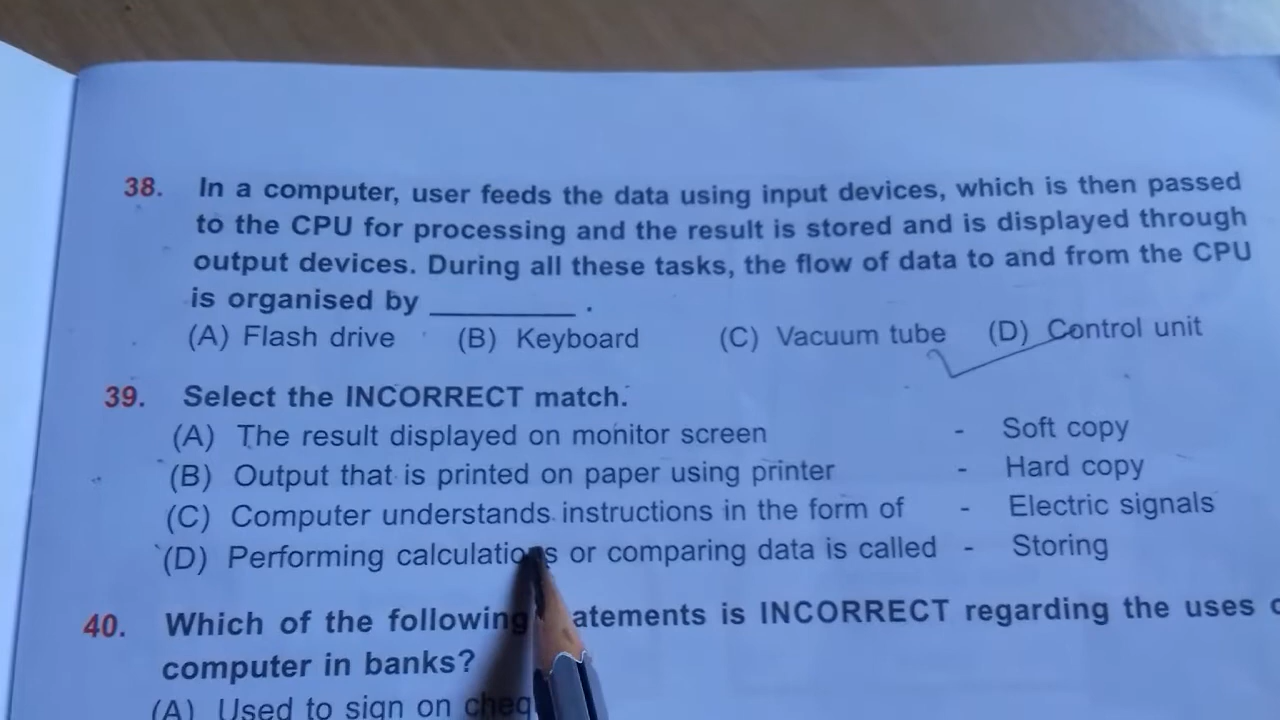 38. In a computer, user feeds the data using input devices, which is then passed
to the CPU for processing and the result is stored and is displayed through
output devices. During all these tasks, the flow of data to and from the CPU
is organised by ________ .
(A) Flash drive (B) Keyboard (C) Vacuum tube (D) Control unit
39. Select the INCORRECT match.
(A) The result displayed on monitor screen - Soft copy
(B) Output that is printed on paper using printer - Hard copy
(C) Computer understands instructions in the form of - Electric signals
(D) Performing calculations or comparing data is called - Storing
40. Which of the following atements is INCORRECT regarding the uses
computer in banks?
(A) Used to sign on cheq